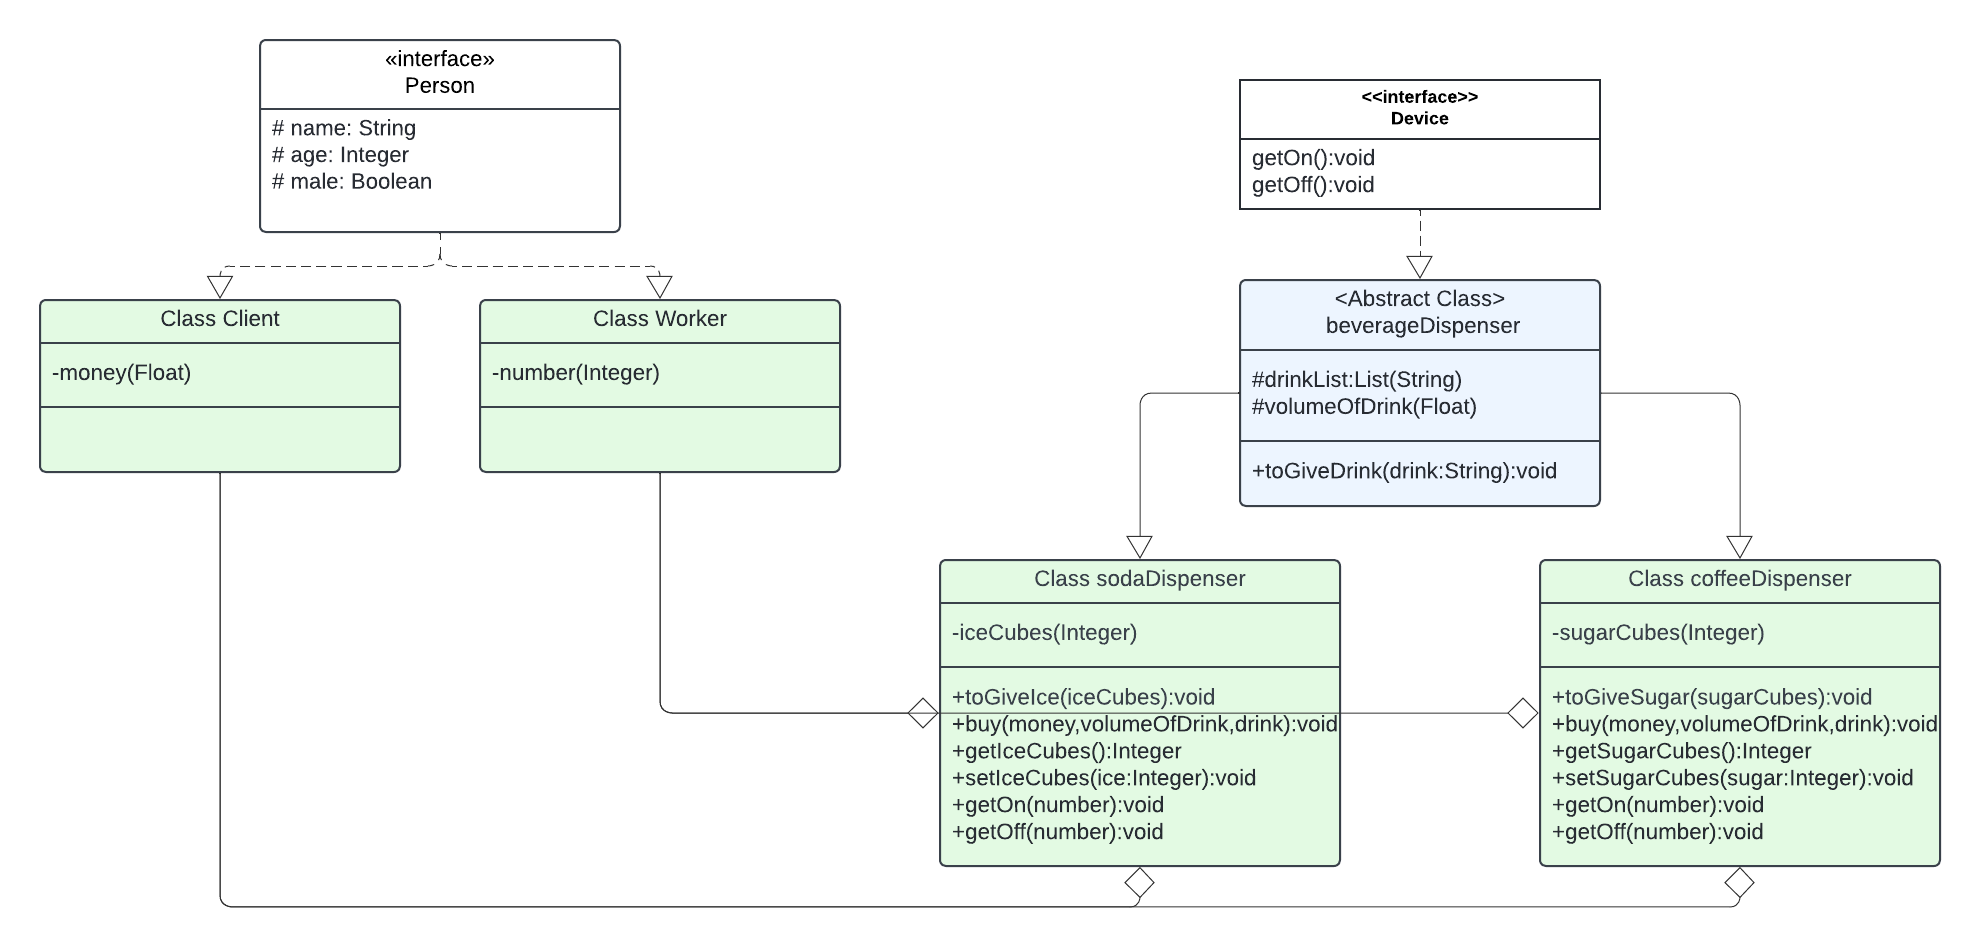 «interface»
Person
# name: String
# age: Integer
# male: Boolean
<<interface>>
Device
getOn():void
getOff():void
Class Client
-money(Float)
Class Worker
-number(Integer)
<Abstract Class>
beverageDispenser
#drinkList:List(String)
#volumeOfDrink(Float)
+toGiveDrink(drink:String):void
Class sodaDispenser
-iceCubes(Integer)
+toGiveIce(iceCubes):void
+buy(money,volumeOfDrink,drink):void
+getIceCubes():Integer
+setIceCubes(ice:Integer):void
+getOn(number):void
+getOff(number):void
Class coffeeDispenser
-sugarCubes(Integer)
+toGiveSugar(sugarCubes):void
+buy(money,volumeOfDrink,drink):void
+getSugarCubes():Integer
+setSugarCubes(sugar:Integer):void
+getOn(number):void
+getOff(number):void